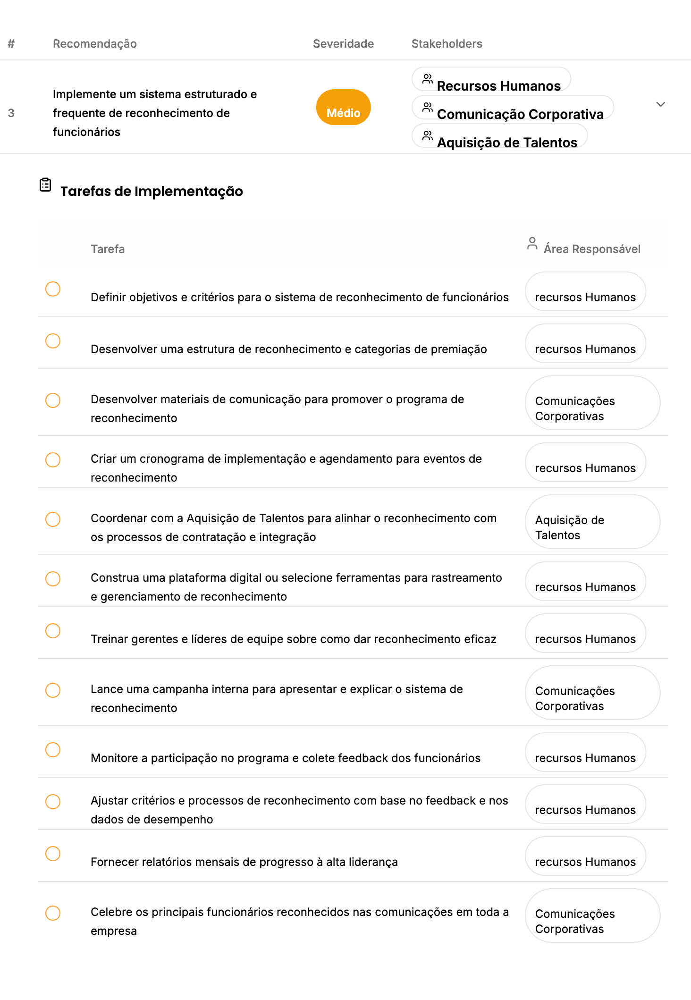 # Recomendação Severidade Stakeholders
3
Implemente um sistema estruturado e
frequente de reconhecimento de
funcionários
Médio
Recursos Humanos
Comunicação Corporativa
Aquisição de Talentos
Tarefas de Implementação
Tarefa Área Responsável
Definir objetivos e critérios para o sistema de reconhecimento de funcionários
recursos Humanos
Desenvolver uma estrutura de reconhecimento e categorias de premiação
recursos Humanos
Desenvolver materiais de comunicação para promover o programa de
reconhecimento
Comunicações
Corporativas
Criar um cronograma de implementação e agendamento para eventos de
reconhecimento
recursos Humanos
Coordenar com a Aquisição de Talentos para alinhar o reconhecimento com
os processos de contratação e integração
Aquisição de
Talentos
Construa uma plataforma digital ou selecione ferramentas para rastreamento
e gerenciamento de reconhecimento
recursos Humanos
Treinar gerentes e líderes de equipe sobre como dar reconhecimento eficaz
recursos Humanos
Lance uma campanha interna para apresentar e explicar o sistema de
reconhecimento
Comunicações
Corporativas
Monitore a participação no programa e colete feedback dos funcionários
recursos Humanos
Ajustar critérios e processos de reconhecimento com base no feedback e nos
dados de desempenho
recursos Humanos
Fornecer relatórios mensais de progresso à alta liderança
recursos Humanos
Celebre os principais funcionários reconhecidos nas comunicações em toda a
empresa
Comunicações
Corporativas